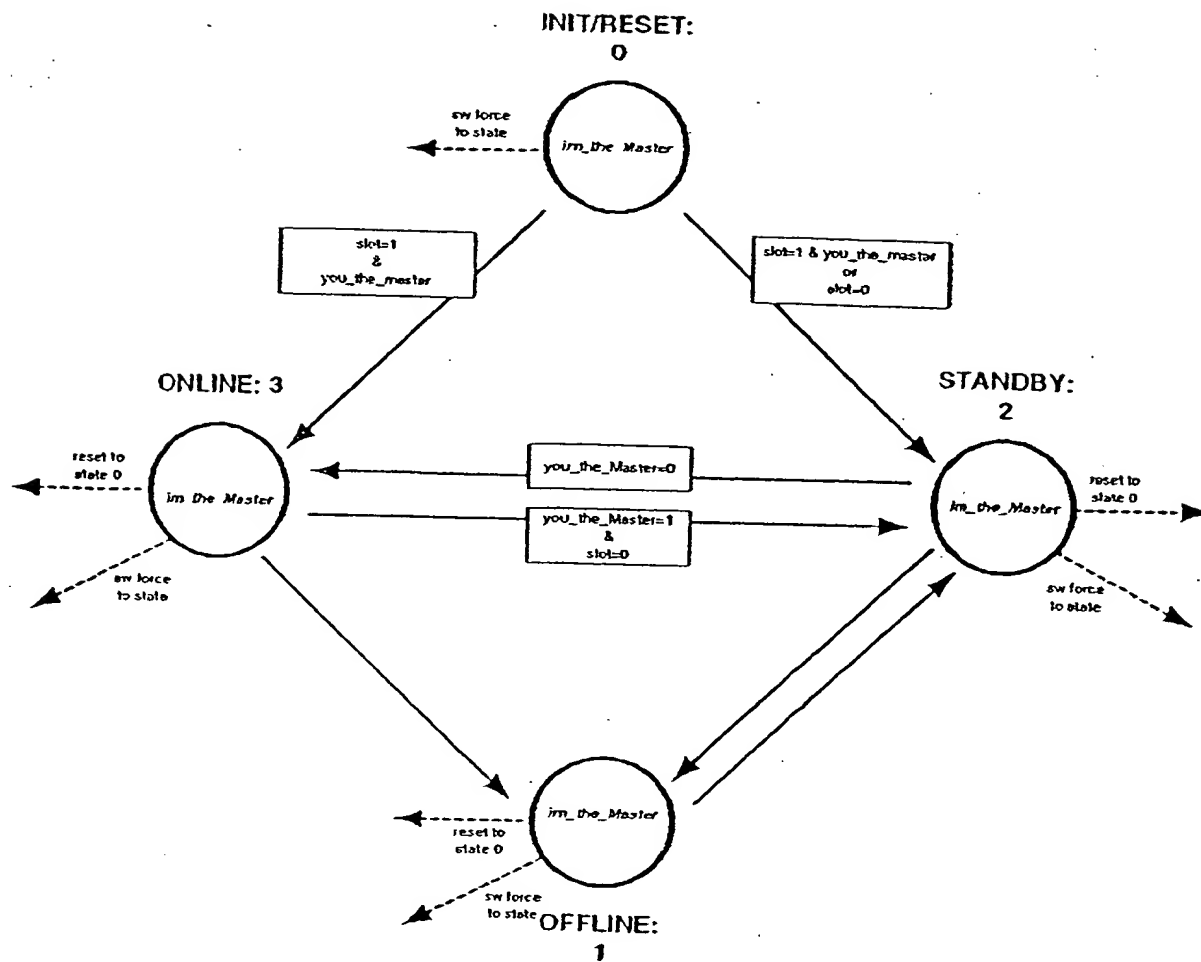 INIT/RESET:
0
sw force
to state
im_the Master
slot=1
&
you_the_master
slot=1 & you_the_master
or
slot=0
ONLINE: 3
STANDBY:
2
reset to
state 0
im the Master
you_the_Master=0
you_the_Master=1
&
slot=0
im_the_Master
reset to
state 0
sw force
to state
sw force
to state
im_the_Master
reset to
state 0
sw force
to state
OFFLINE:
1